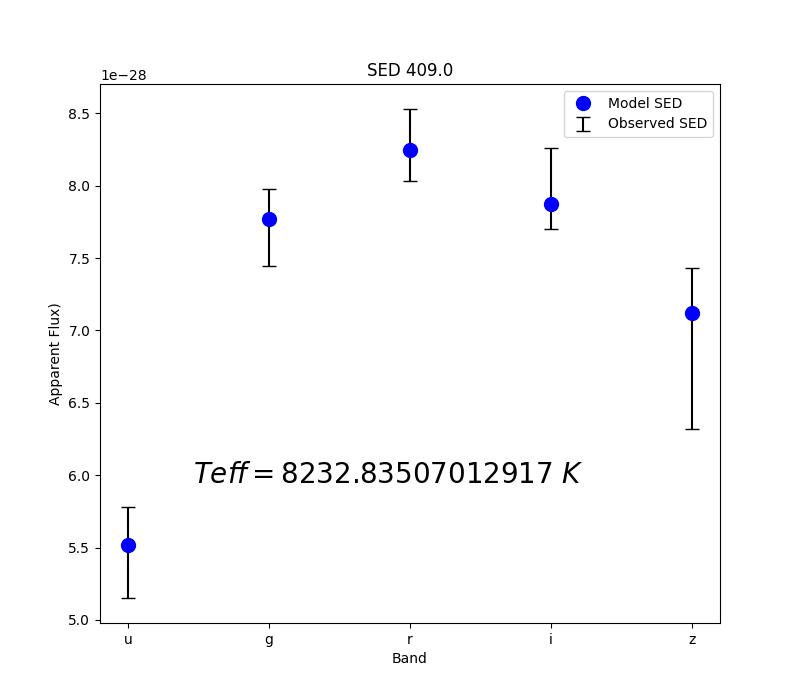 SED 409.0
1e−28
Model SED
Observed SED
8.5
8.0
7.5
7.0
6.5
6.0
5.5
5.0
Apparent Flux)
Teff = 8232.83507012917 K
u g r i z
Band